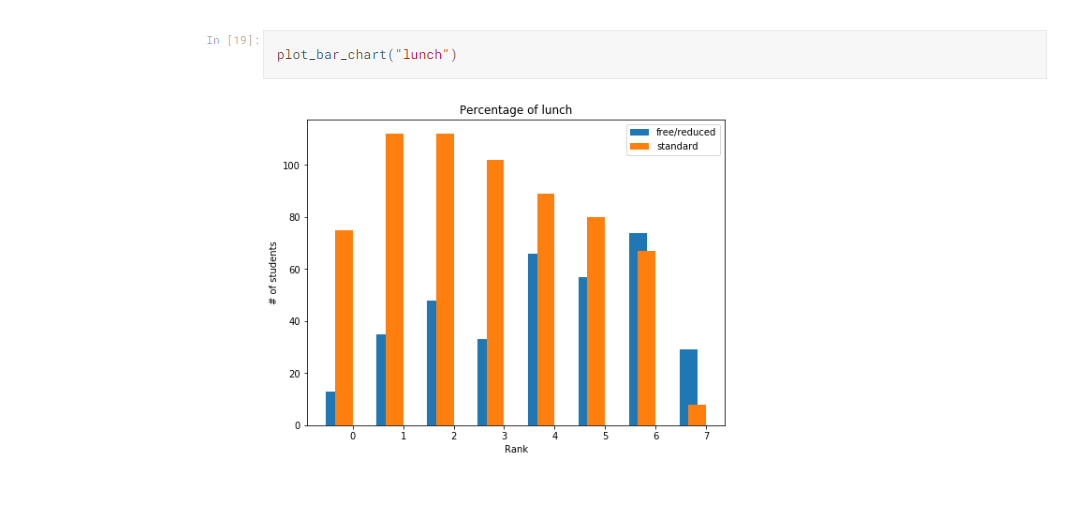 In [19]:
plot_bar_chart("lunch")
Percentage of lunch
free/reduced
standard
100
80
60
40
20
0
# of students
0 1 2 3 4 5 6 7
Rank